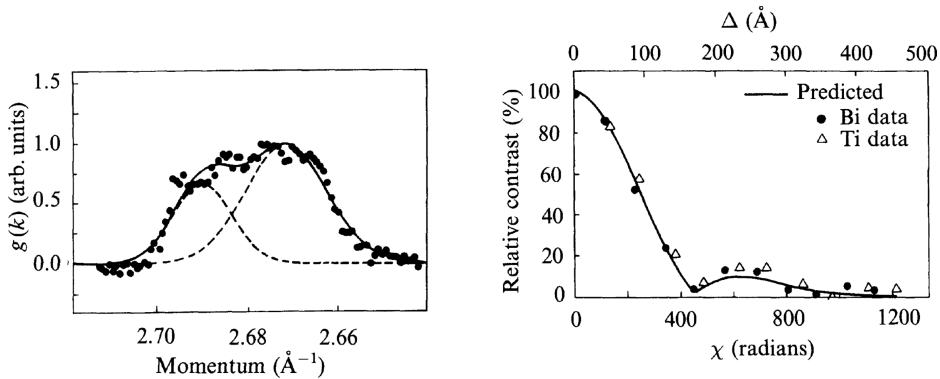 1.5
1.0
0.5
0.0
g(k) (arb. units)
2.70
2.68
2.66
Momentum (Å⁻¹)
Δ (Å)
0
100
200
300
400
500
100
80
60
40
20
0
Relative contrast (%)
Predicted
Bi data
Ti data
0
400
800
1200
χ (radians)